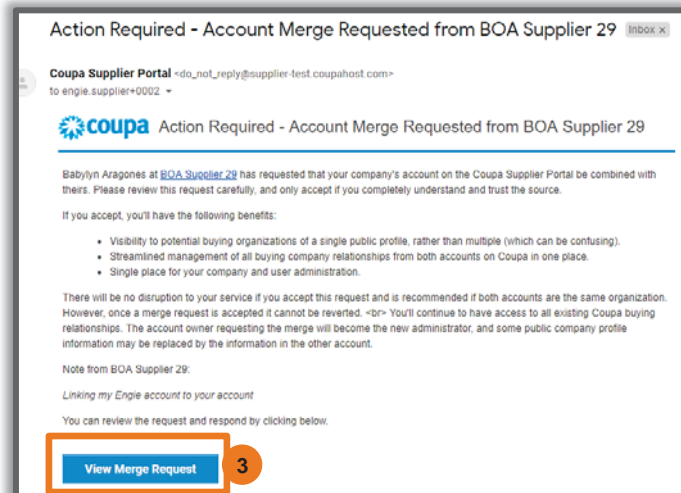 Action Required - Account Merge Requested from BOA Supplier 29 Inbox x
Coupa Supplier Portal <do_not_reply@supplier-test.coupahost.com>
to engie.supplier+0002
coupa Action Required - Account Merge Requested from BOA Supplier 29
Babylyn Aragones at BOA Supplier 29 has requested that your company's account on the Coupa Supplier Portal be combined with
theirs. Please review this request carefully, and only accept if you completely understand and trust the source.
If you accept, you'll have the following benefits:
• Visibility to potential buying organizations of a single public profile, rather than multiple (which can be confusing).
• Streamlined management of all buying company relationships from both accounts on Coupa in one place.
• Single place for your company and user administration.
There will be no disruption to your service if you accept this request and is recommended if both accounts are the same organization.
However, once a merge request is accepted it cannot be reverted. <br> You'll continue to have access to all existing Coupa buying
relationships. The account owner requesting the merge will become the new administrator, and some public company profile
information may be replaced by the information in the other account.
Note from BOA Supplier 29:
Linking my Engie account to your account
You can review the request and respond by clicking below.
View Merge Request 3